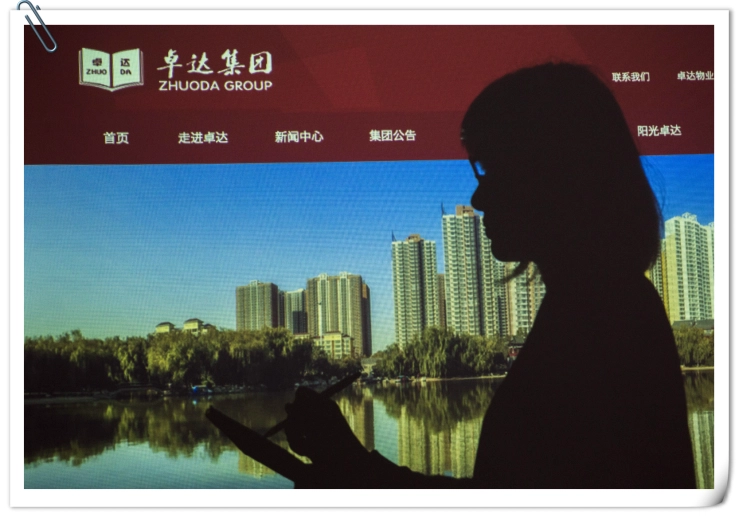 卓 达
ZHUO DA
卓达集团
ZHUODA GROUP
联系我们 卓达物业
首页 走进卓达 新闻中心 集团公告 阳光卓达